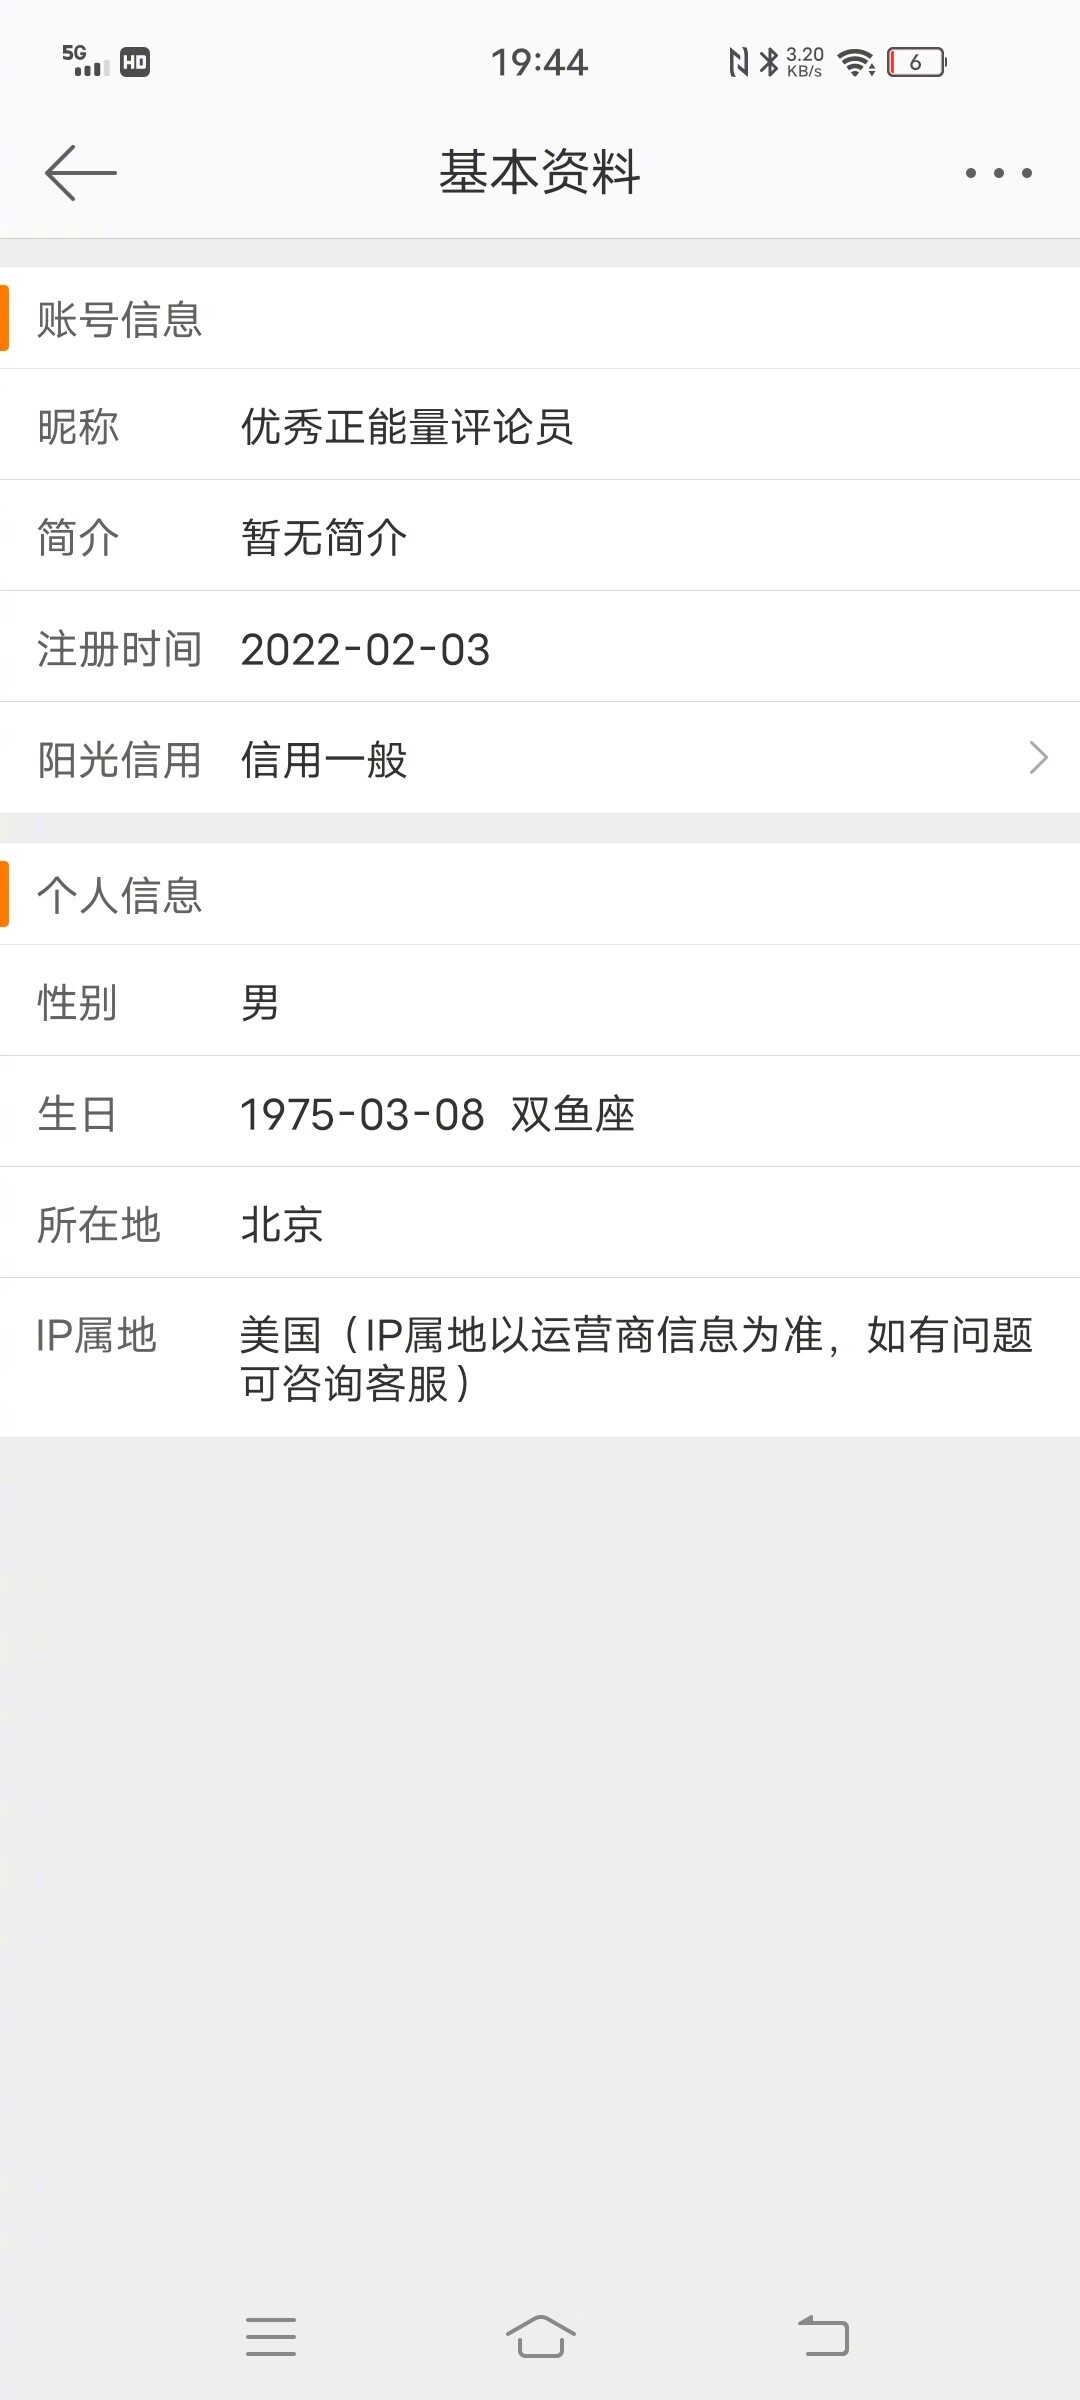 5G HD 19:44 3.20 KB/s 6
基本资料
账号信息
昵称 优秀正能量评论员
简介 暂无简介
注册时间 2022-02-03
阳光信用 信用一般
个人信息
性别 男
生日 1975-03-08 双鱼座
所在地 北京
IP属地 美国（IP属地以运营商信息为准，如有问题
可咨询客服）